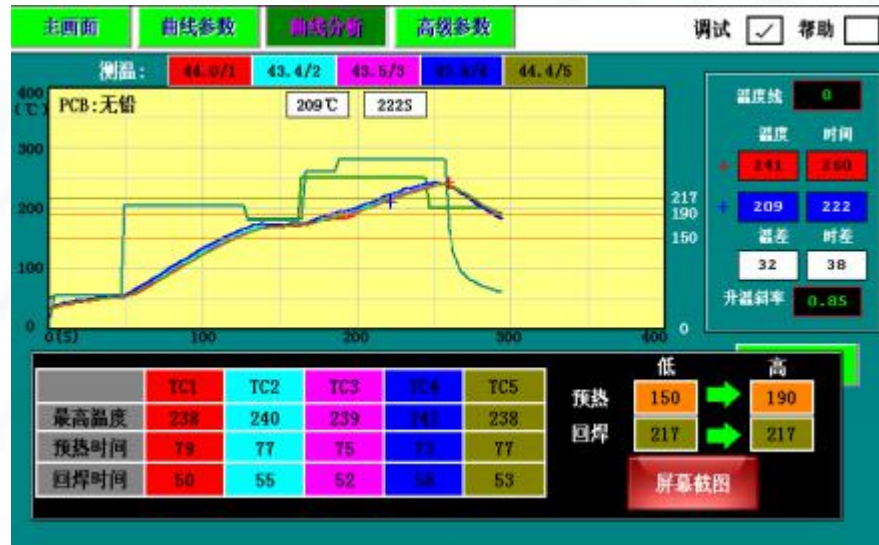 主画面 曲线参数 曲线分析 高级参数 调试 帮助
测温: 44.0/1 43.4/2 43.5/3 44.4/5
400
(℃)
PCB:无铅 209℃ 222S
温度线 0
温度 时间
300
241 260
200
217
190
209 222
150
温差 时差
100
32 38
升温斜率 0.85
0
0(S) 100 200 300 400 0
TC1 TC2 TC3 TC4 TC5
低 高
最高温度 238 240 239 242 238
预热 150 190
预热时间 79 77 75 73 77
回焊 217 217
回焊时间 50 55 52 58 53
屏幕截图